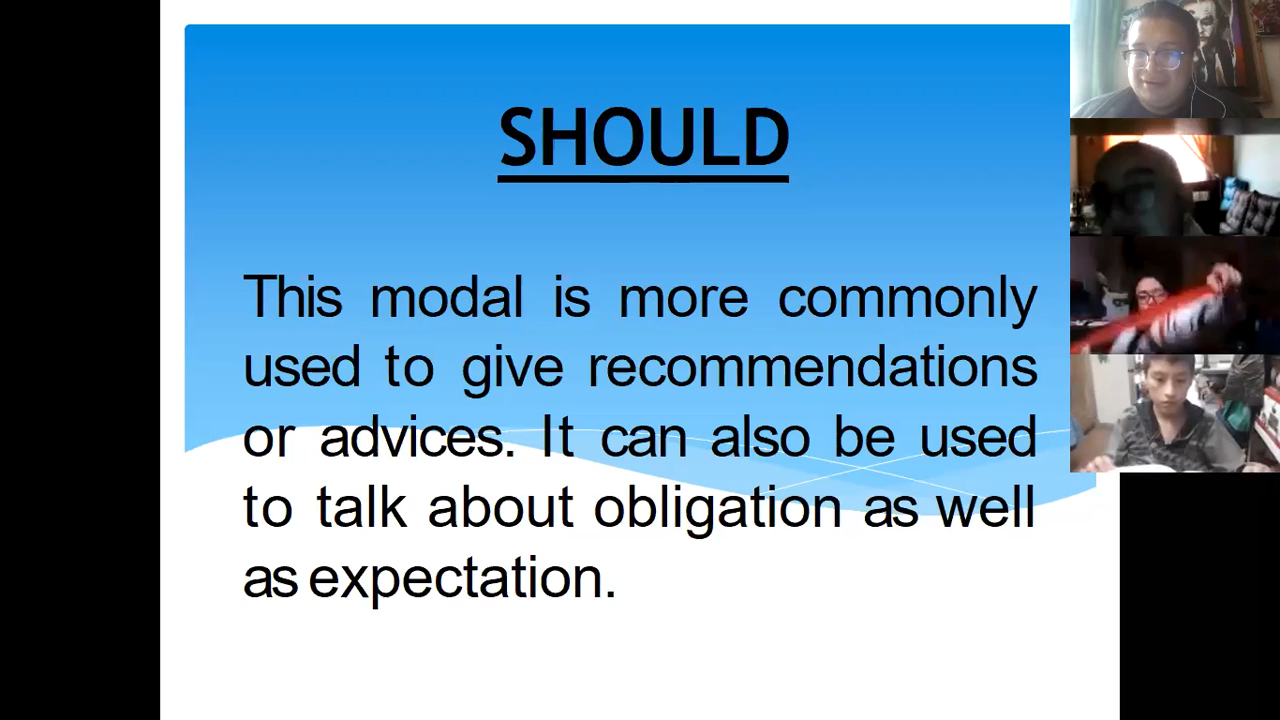 SHOULD
This modal is more commonly
used to give recommendations
or advices. It can also be used
to talk about obligation as well
as expectation.